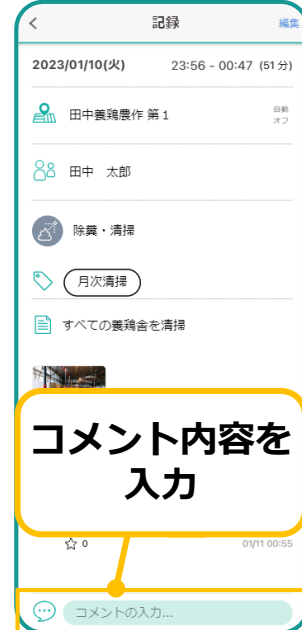 記録
編集
2023/01/10(火) 23:56 - 00:47 (51 分)
田中養鶏農作 第1
自動
オフ
田中 太郎
除糞・清掃
月次清掃
すべての養鶏舎を清掃
コメント内容を
入力
0
01/11 00:55
コメントの入力...